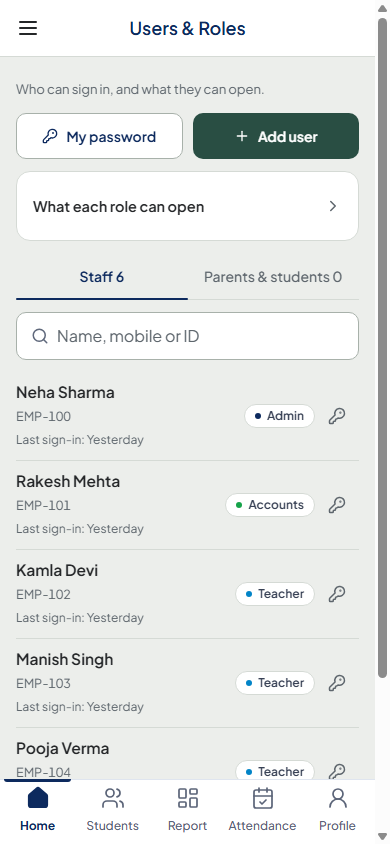 Users & Roles
Who can sign in, and what they can open.
My password
Add user
What each role can open
Staff 6
Parents & students 0
Name, mobile or ID
Neha Sharma
EMP-100
Admin
Last sign-in: Yesterday
Rakesh Mehta
EMP-101
Accounts
Last sign-in: Yesterday
Kamla Devi
EMP-102
Teacher
Last sign-in: Yesterday
Manish Singh
EMP-103
Teacher
Last sign-in: Yesterday
Pooja Verma
EMP-104
Teacher
Home
Students
Report
Attendance
Profile